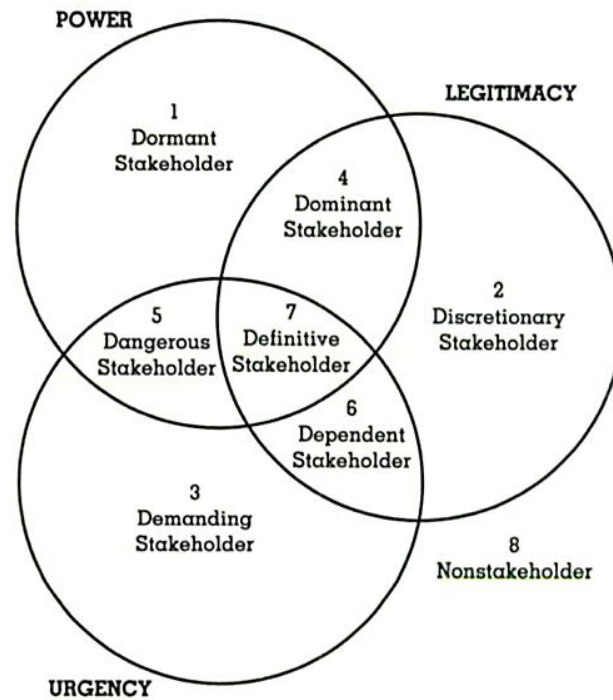 POWER
LEGITIMACY
1
Dormant
Stakeholder
4
Dominant
Stakeholder
2
Discretionary
Stakeholder
5
Dangerous
Stakeholder
7
Definitive
Stakeholder
6
Dependent
Stakeholder
3
Demanding
Stakeholder
8
Nonstakeholder
URGENCY